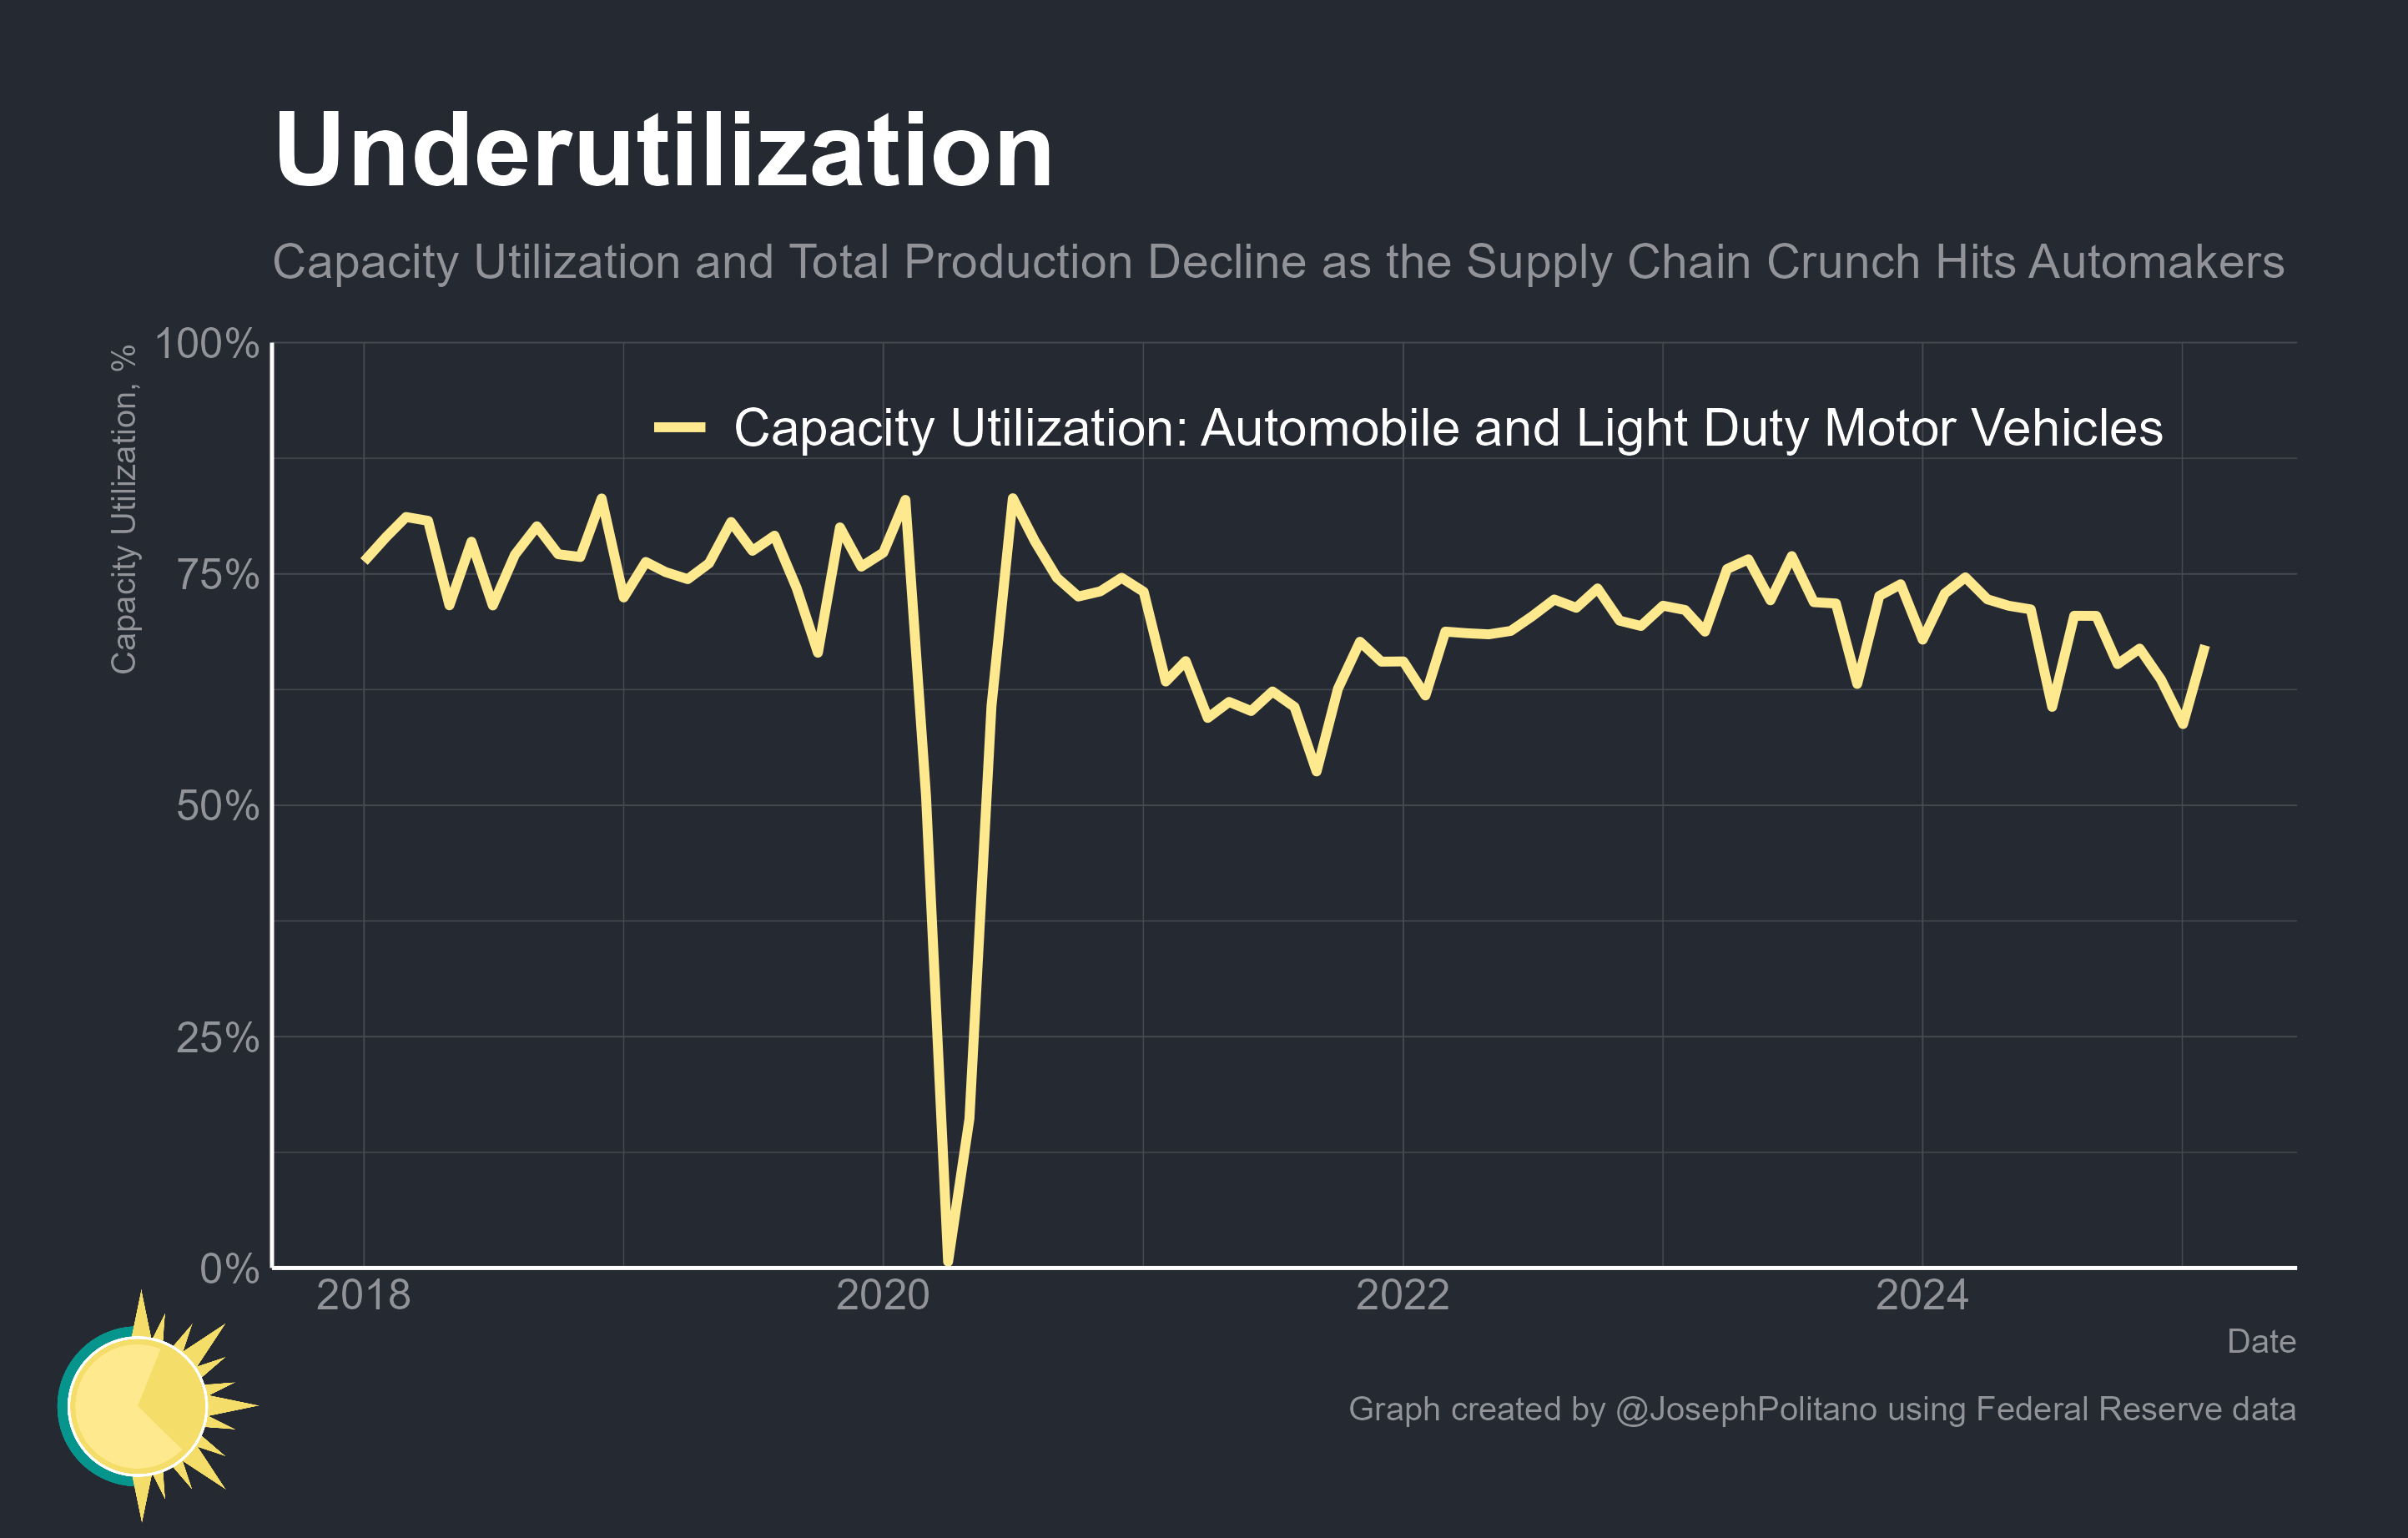 Underutilization
Capacity Utilization and Total Production Decline as the Supply Chain Crunch Hits Automakers
Capacity Utilization, %
100%
75%
50%
25%
0%
Capacity Utilization: Automobile and Light Duty Motor Vehicles
2018 2020 2022 2024
Date
Graph created by @JosephPolitano using Federal Reserve data